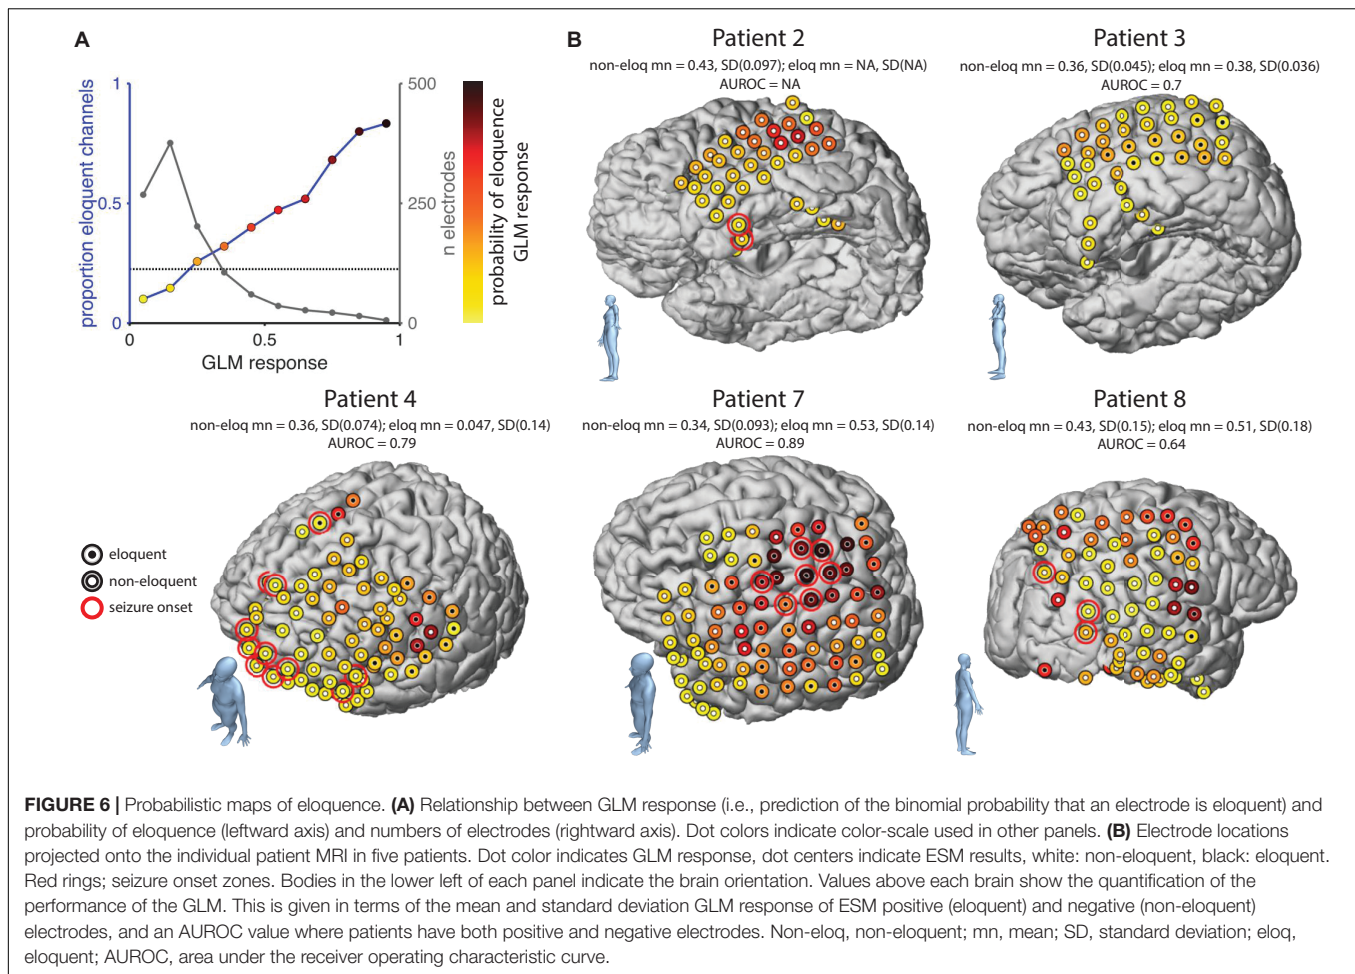 A
proportion eloquent channels
1
0.5
0
500
250
0
n electrodes
probability of eloquence
GLM response
0
0.5
1
GLM response
B
Patient 2
non-eloq mn = 0.43, SD(0.097); eloq mn = NA, SD(NA)
AUROC = NA
Patient 3
non-eloq mn = 0.36, SD(0.045); eloq mn = 0.38, SD(0.036)
AUROC = 0.7
Patient 4
non-eloq mn = 0.36, SD(0.074); eloq mn = 0.047, SD(0.14)
AUROC = 0.79
Patient 7
non-eloq mn = 0.34, SD(0.093); eloq mn = 0.53, SD(0.14)
AUROC = 0.89
Patient 8
non-eloq mn = 0.43, SD(0.15); eloq mn = 0.51, SD(0.18)
AUROC = 0.64
eloquent
non-eloquent
seizure onset
FIGURE 6 | Probabilistic maps of eloquence. (A) Relationship between GLM response (i.e., prediction of the binomial probability that an electrode is eloquent) and
probability of eloquence (leftward axis) and numbers of electrodes (rightward axis). Dot colors indicate color-scale used in other panels. (B) Electrode locations
projected onto the individual patient MRI in five patients. Dot color indicates GLM response, dot centers indicate ESM results, white: non-eloquent, black: eloquent.
Red rings; seizure onset zones. Bodies in the lower left of each panel indicate the brain orientation. Values above each brain show the quantification of the
performance of the GLM. This is given in terms of the mean and standard deviation GLM response of ESM positive (eloquent) and negative (non-eloquent)
electrodes, and an AUROC value where patients have both positive and negative electrodes. Non-eloq, non-eloquent; mn, mean; SD, standard deviation; eloq,
eloquent; AUROC, area under the receiver operating characteristic curve.